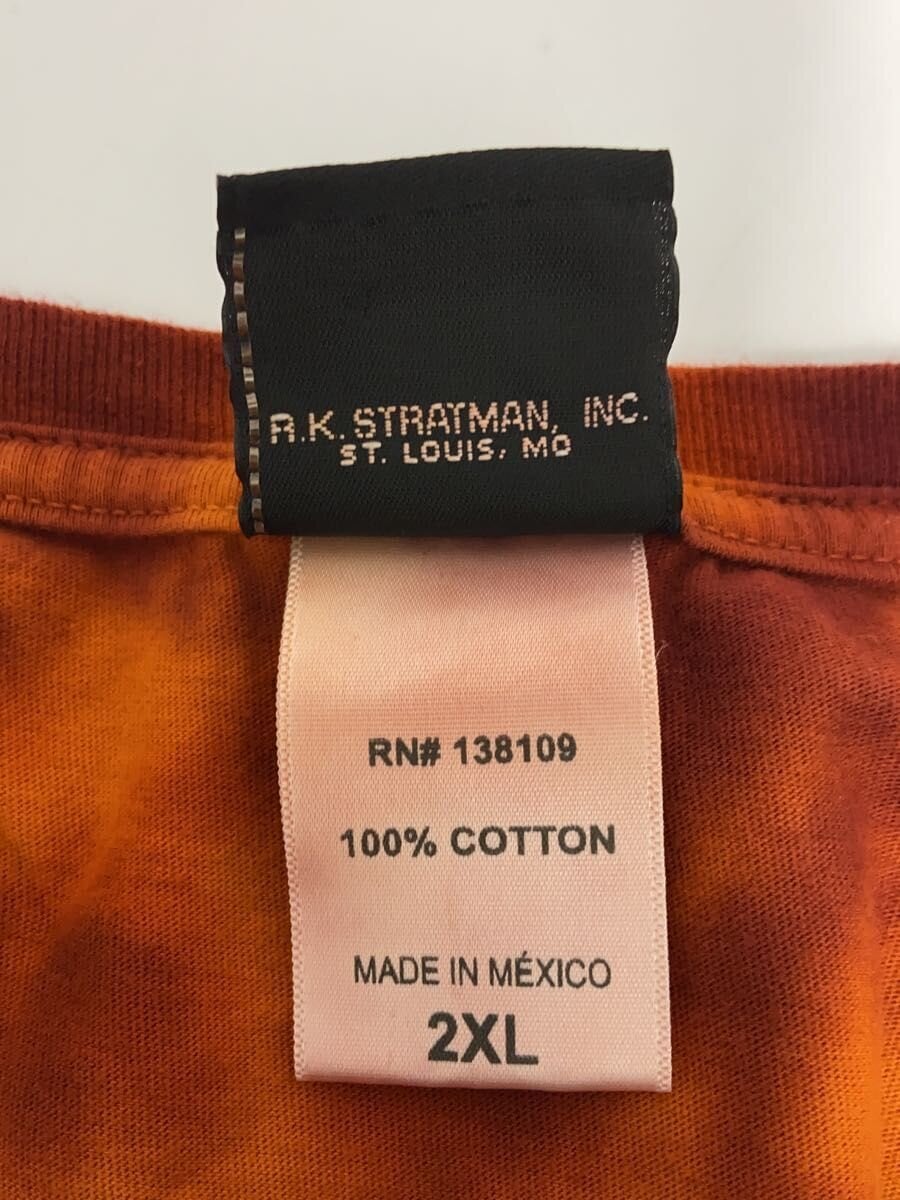 R.K. STRATMAN, INC.
ST. LOUIS, MO
RN# 138109
100% COTTON
MADE IN MÉXICO
2XL